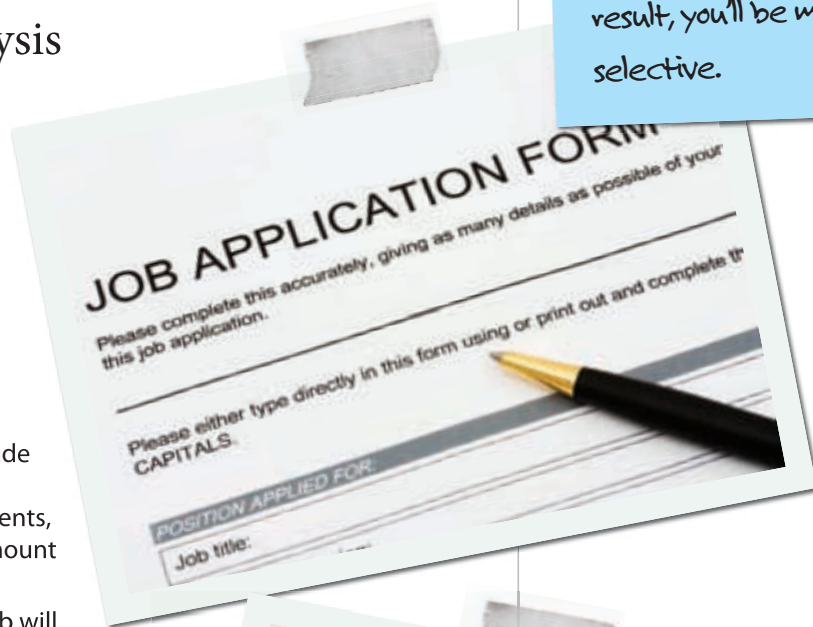 ysis
result, you'll be
selective.
JOB APPLICATION FORM
Please complete this accurately, giving as many details as possible of your
this job application.
Please either type directly in this form using or print out and complete
CAPITALS
POSITION APPLIED FOR:
Job title:
de
ents,
ount
b will